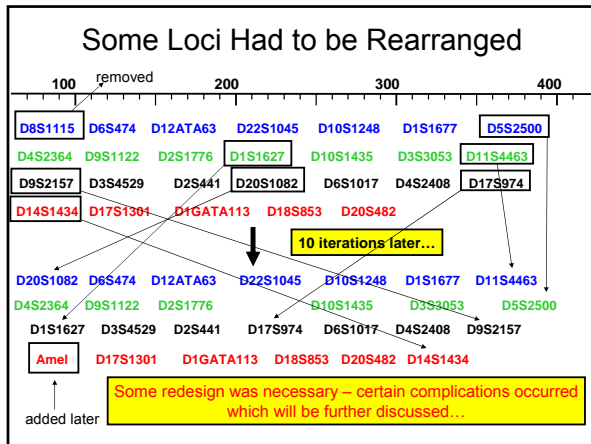 Some Loci Had to be Rearranged
removed
100 200 300 400
D8S1115 D6S474 D12ATA63 D22S1045 D10S1248 D1S1677 D5S2500
D4S2364 D9S1122 D2S1776 D1S1627 D10S1435 D3S3053 D11S4463
D9S2157 D3S4529 D2S441 D20S1082 D6S1017 D4S2408 D17S974
D14S1434 D17S1301 D1GATA113 D18S853 D20S482
10 iterations later…
D20S1082 D6S474 D12ATA63 D22S1045 D10S1248 D1S1677 D11S4463
D4S2364 D9S1122 D2S1776 D10S1435 D3S3053 D5S2500
D1S1627 D3S4529 D2S441 D17S974 D6S1017 D4S2408 D9S2157
Amel D17S1301 D1GATA113 D18S853 D20S482 D14S1434
added later
Some redesign was necessary – certain complications occurred
which will be further discussed…